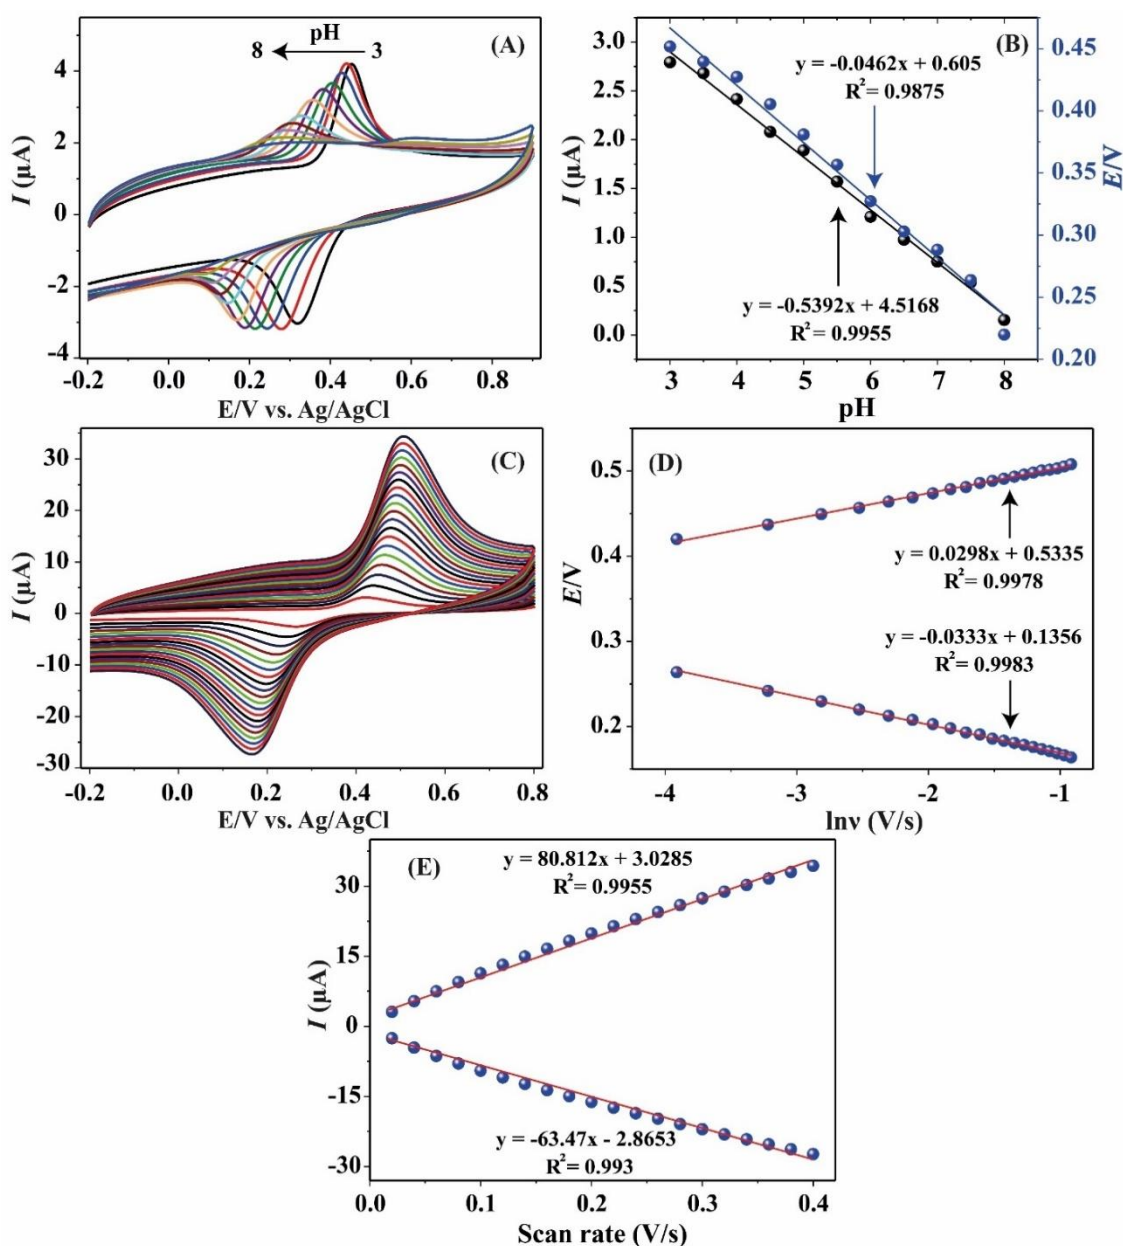 pH
8 3
(A)
I (µA)
4
2
0
-2
-4
-0.2 0.0 0.2 0.4 0.6 0.8
E/V vs. Ag/AgCl
(B)
y = -0.0462x + 0.605
R²= 0.9875
y = -0.5392x + 4.5168
R²= 0.9955
I (µA)
3.0
2.5
2.0
1.5
1.0
0.5
0.0
0.45
0.40
0.35
0.30
0.25
0.20
E/V
3 4 5 6 7 8
pH
(C)
I (µA)
30
20
10
0
-10
-20
-30
-0.2 0.0 0.2 0.4 0.6 0.8
E/V vs. Ag/AgCl
(D)
E/V
0.5
0.4
0.3
0.2
y = 0.0298x + 0.5335
R²= 0.9978
y = -0.0333x + 0.1356
R²= 0.9983
-4 -3 -2 -1
lnν (V/s)
(E)
y = 80.812x + 3.0285
R²= 0.9955
I (µA)
30
15
0
-15
-30
y = -63.47x - 2.8653
R²= 0.993
0.0 0.1 0.2 0.3 0.4
Scan rate (V/s)